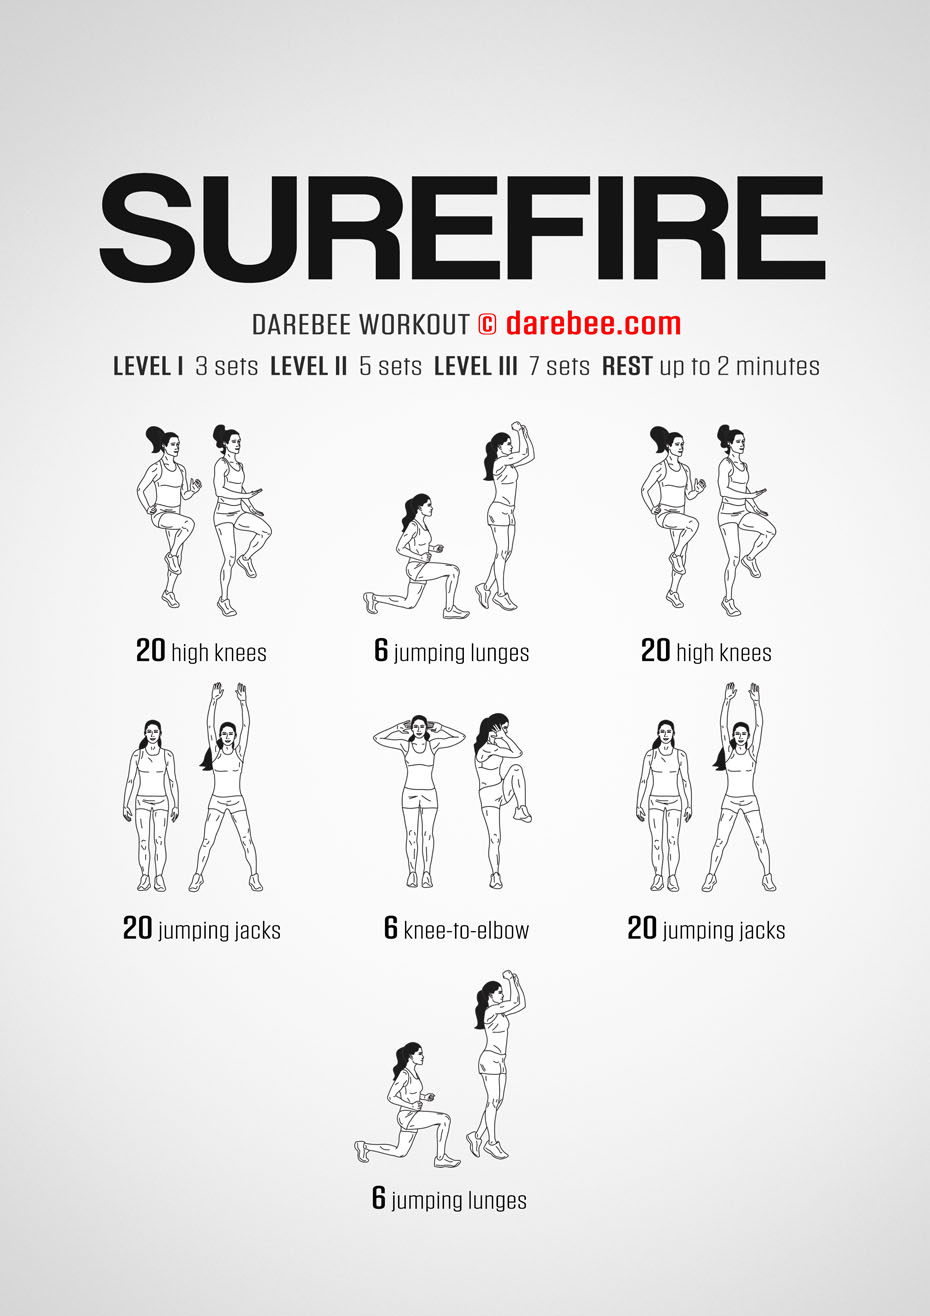 SUREFIRE
DAREBEE WORKOUT © darebee.com
LEVEL I 3 sets LEVEL II 5 sets LEVEL III 7 sets REST up to 2 minutes
20 high knees
6 jumping lunges
20 high knees
20 jumping jacks
6 knee-to-elbow
20 jumping jacks
6 jumping lunges